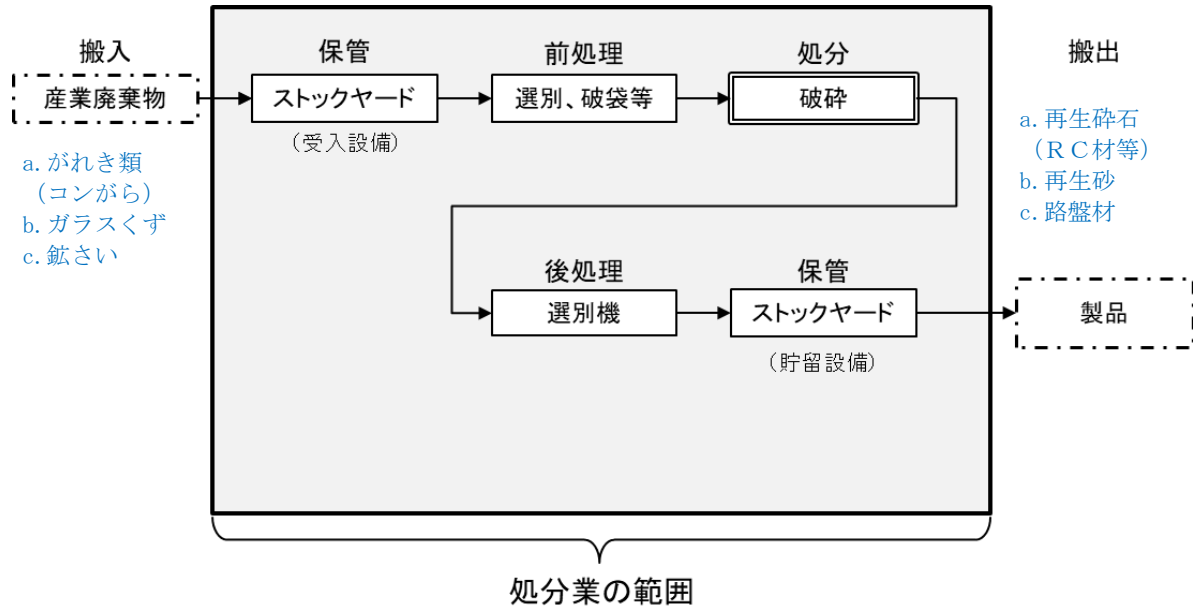 搬入
産業廃棄物
a. がれき類
（コンがら）
b. ガラスくず
c. 鉱さい
保管
ストックヤード
（受入設備）
前処理
選別、破袋等
処分
破砕
後処理
選別機
保管
ストックヤード
（貯留設備）
搬出
a. 再生砕石
（ＲＣ材等）
b. 再生砂
c. 路盤材
製品
処分業の範囲